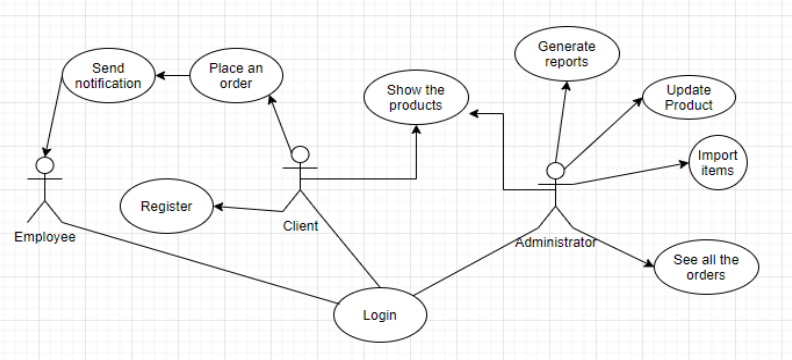 Send
notification
Place an
order
Show the
products
Generate
reports
Update
Product
Import
items
Register
Employee
Client
Administrator
See all the
orders
Login